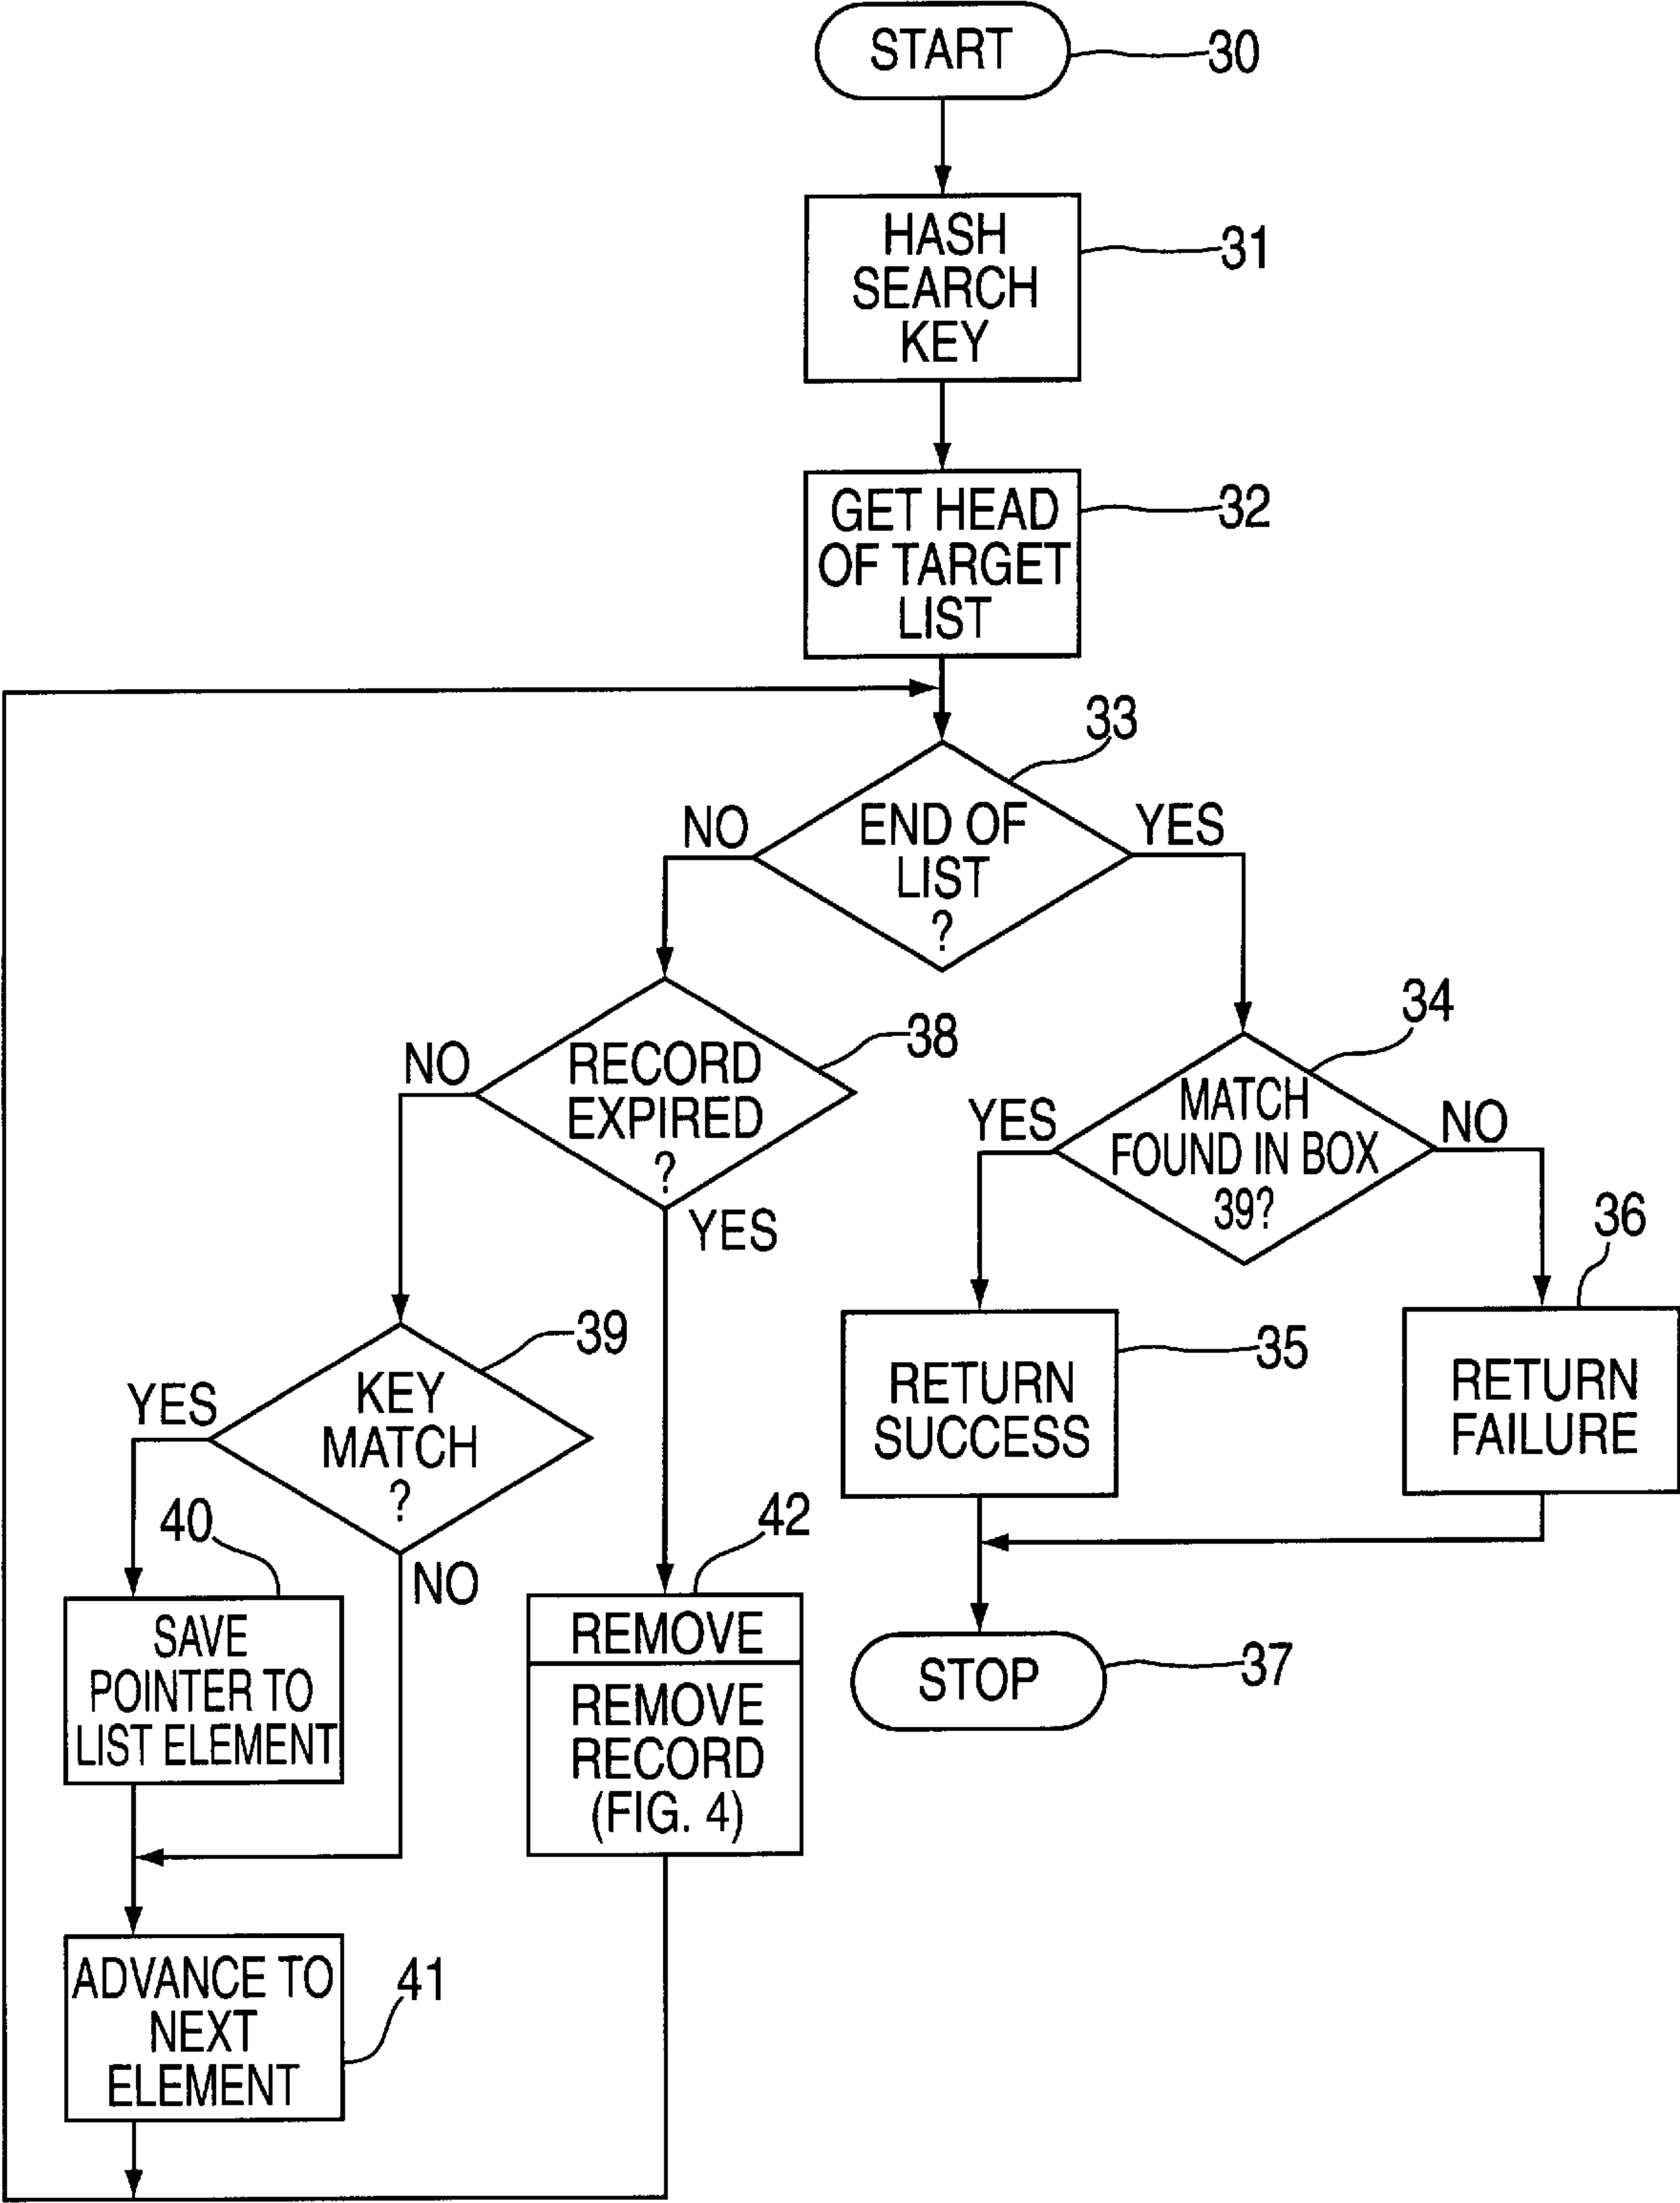 START
30
HASH
SEARCH
KEY
31
GET HEAD
OF TARGET
LIST
32
33
NO
END OF
LIST
?
YES
34
38
NO
RECORD
EXPIRED
?
YES
YES
MATCH
FOUND IN BOX
39?
NO
36
39
YES
KEY
MATCH
?
NO
35
RETURN
SUCCESS
RETURN
FAILURE
40
SAVE
POINTER TO
LIST ELEMENT
42
REMOVE
REMOVE
RECORD
(FIG. 4)
STOP
37
ADVANCE TO
NEXT
ELEMENT
41